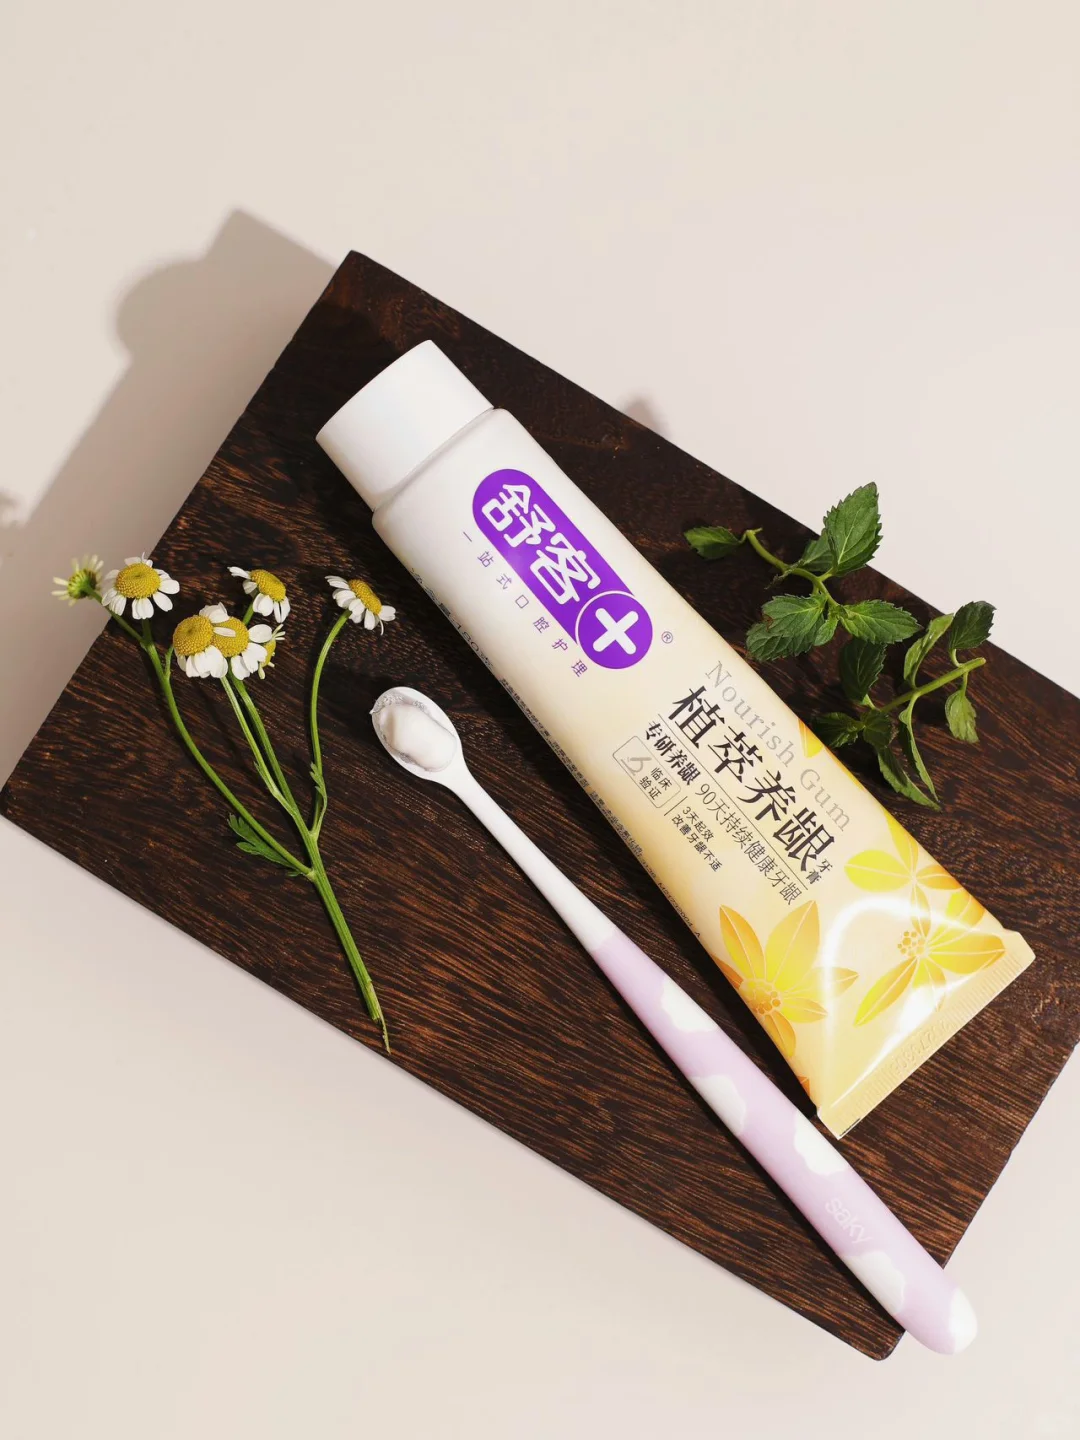 舒客+
®
一站式口腔护理
Nourish Gum
植萃养龈牙膏
专研养龈 90天持续健康牙龈
临床验证
3天起效
改善牙龈不适
saky